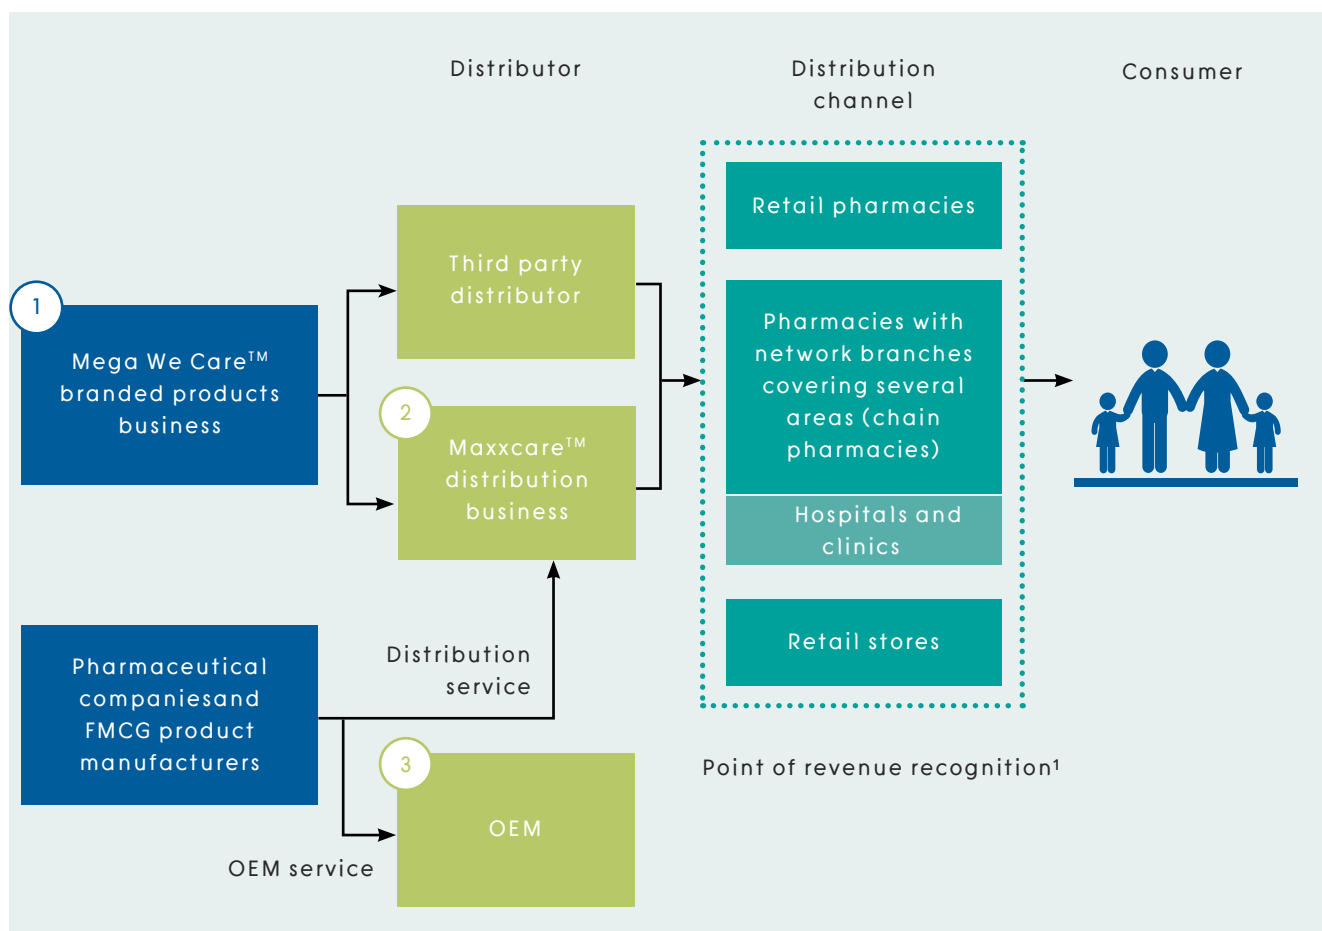 Distributor
Distribution
channel
Consumer
Retail pharmacies
Third party
distributor
1
Mega We Care™
branded products
business
Pharmacies with
network branches
covering several
areas (chain
pharmacies)
2
Maxxcare™
distribution
business
Hospitals and
clinics
Retail stores
Pharmaceutical
companiesand
FMCG product
manufacturers
Distribution
service
3
OEM
OEM service
Point of revenue recognition¹